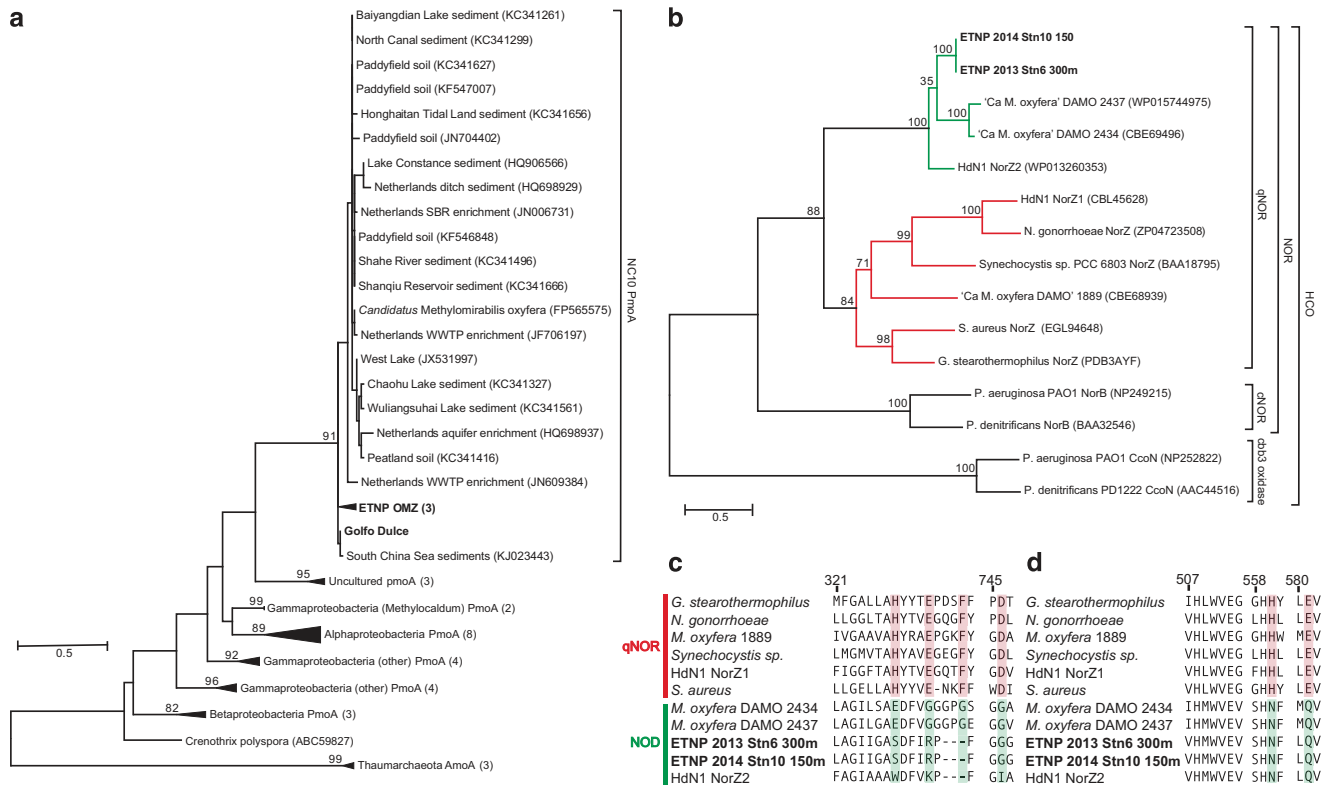 a
Baiyangdian Lake sediment (KC341261)
North Canal sediment (KC341299)
Paddyfield soil (KC341627)
Paddyfield soil (KF547007)
Honghaitan Tidal Land sediment (KC341656)
Paddyfield soil (JN704402)
Lake Constance sediment (HQ906566)
Netherlands ditch sediment (HQ698929)
Netherlands SBR enrichment (JN006731)
Paddyfield soil (KF546848)
Shahe River sediment (KC341496)
Shanqiu Reservoir sediment (KC341666)
Candidatus Methylomirabilis oxyfera (FP565575)
Netherlands WWTP enrichment (JF706197)
West Lake (JX531997)
Chaohu Lake sediment (KC341327)
Wuliangsuhai Lake sediment (KC341561)
Netherlands aquifer enrichment (HQ698937)
Peatland soil (KC341416)
Netherlands WWTP enrichment (JN609384)
ETNP OMZ (3)
Golfo Dulce
South China Sea sediments (KJ023443)
NC10 PmoA
91
95
Uncultured pmoA (3)
99
Gammaproteobacteria (Methylocaldum) PmoA (2)
89
Alphaproteobacteria PmoA (8)
92
Gammaproteobacteria (other) PmoA (4)
96
Gammaproteobacteria (other) PmoA (4)
82
Betaproteobacteria PmoA (3)
Crenothrix polyspora (ABC59827)
99
Thaumarchaeota AmoA (3)
0.5
b
100
ETNP 2014 Stn10 150
ETNP 2013 Stn6 300m
35
100
'Ca M. oxyfera' DAMO 2437 (WP015744975)
'Ca M. oxyfera' DAMO 2434 (CBE69496)
100
HdN1 NorZ2 (WP013260353)
88
100
HdN1 NorZ1 (CBL45628)
N. gonorrhoeae NorZ (ZP04723508)
99
Synechocystis sp. PCC 6803 NorZ (BAA18795)
71
'Ca M. oxyfera DAMO' 1889 (CBE68939)
84
98
S. aureus NorZ (EGL94648)
G. stearothermophilus NorZ (PDB3AYF)
100
P. aeruginosa PAO1 NorB (NP249215)
P. denitrificans NorB (BAA32546)
100
P. aeruginosa PAO1 CcoN (NP252822)
P. denitrificans PD1222 CcoN (AAC44516)
qNOR
cNOR
cbb3 oxidase
NOR
HCO
0.5
c
321 745
qNOR
G. stearothermophilus MFGALLAHYYTEPDSFF PDT
N. gonorrhoeae LLGGLTAHYTVEGQGFY PDL
M. oxyfera 1889 IVGAAVAHYRAEPGKFY GDA
Synechocystis sp. LMGMVTAHYAVEGEGFY GDL
HdN1 NorZ1 FIGGFTAHYTVEGQTFY GDV
S. aureus LLGELLAHYYVE-NKFF WDI
NOD
M. oxyfera DAMO 2434 LAGILSAEDFVGGGPGS GGA
M. oxyfera DAMO 2437 LAGILGAEDFVGGGPGE GGV
ETNP 2013 Stn6 300m LAGIIGASDFIRP---F GGG
ETNP 2014 Stn10 150m LAGIIGASDFIRP---F GGG
HdN1 NorZ2 FAGIAAAWDFVKP---F GIA
d
507 558 580
G. stearothermophilus IHLWVEG GHHY LEV
N. gonorrhoeae VHLWVEG LHHL LEV
M. oxyfera 1889 VHLWVEG GHHW MEV
Synechocystis sp. VHLWVEG LHHL LEV
HdN1 NorZ1 VHLWVEG FHHL LEV
S. aureus VHLWVEG GHHY LEV
M. oxyfera DAMO 2434 IHMWVEV SHNF MQV
M. oxyfera DAMO 2437 VHMWVEV SHNF MQV
ETNP 2013 Stn6 300m VHMWVEV SHNF LQV
ETNP 2014 Stn10 150m VHMWVEV SHNF LQV
HdN1 NorZ2 VHMWVEV SHNF LQV